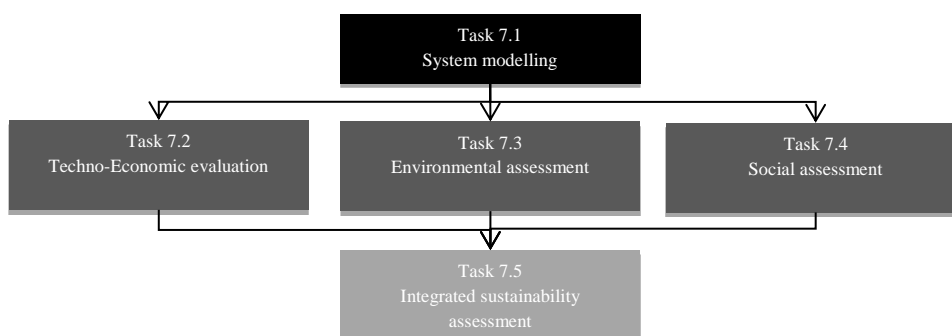 Task 7.1
System modelling
Task 7.2
Techno-Economic evaluation
Task 7.3
Environmental assessment
Task 7.4
Social assessment
Task 7.5
Integrated sustainability
assessment